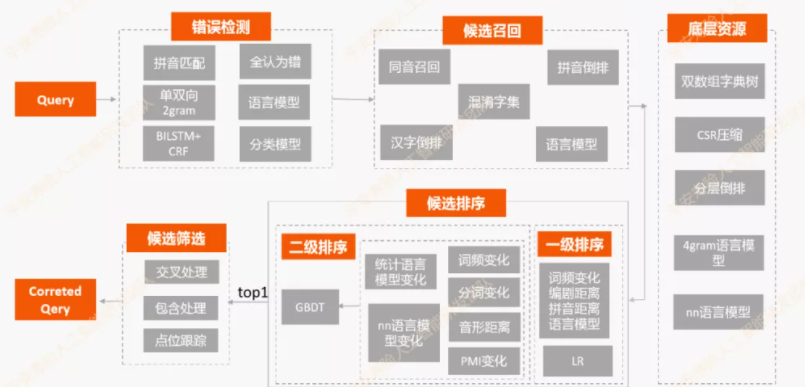 错误检测
拼音匹配
全认为错
单双向
2gram
语言模型
BILSTM+
CRF
分类模型
Query
候选召回
同音召回
拼音倒排
混淆字集
汉字倒排
语言模型
底层资源
双数组字典树
CSR压缩
分层倒排
4gram语言模
型
nn语言模型
候选排序
一级排序
词频变化
编剧距离
拼音距离
语言模型
LR
二级排序
统计语言
模型变化
nn语言模
型变化
词频变化
分词变化
音形距离
PMI变化
GBDT
top1
候选筛选
交叉处理
包含处理
点位跟踪
Correted
Qery